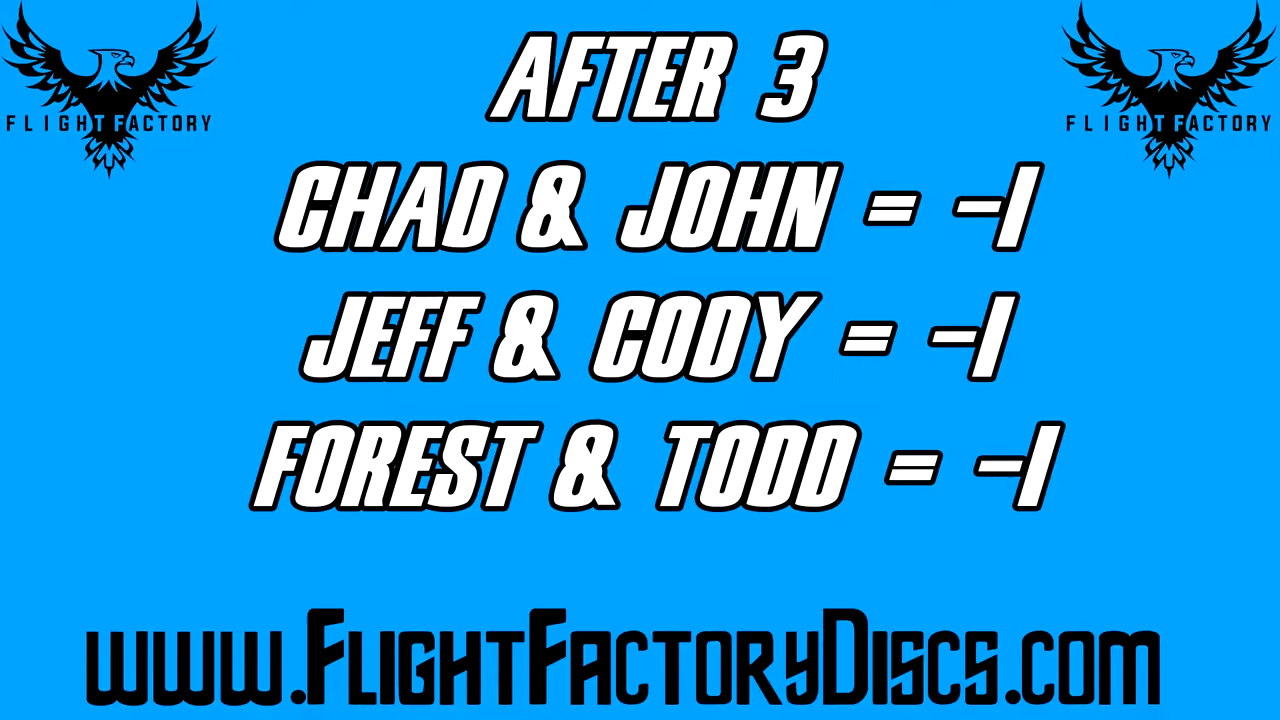 AFTER 3
FLIGHT FACTORY
FLIGHT FACTORY
CHAD & JOHN = -1
JEFF & CODY = -1
FOREST & TODD = -1
www.FlightFactoryDiscs.com